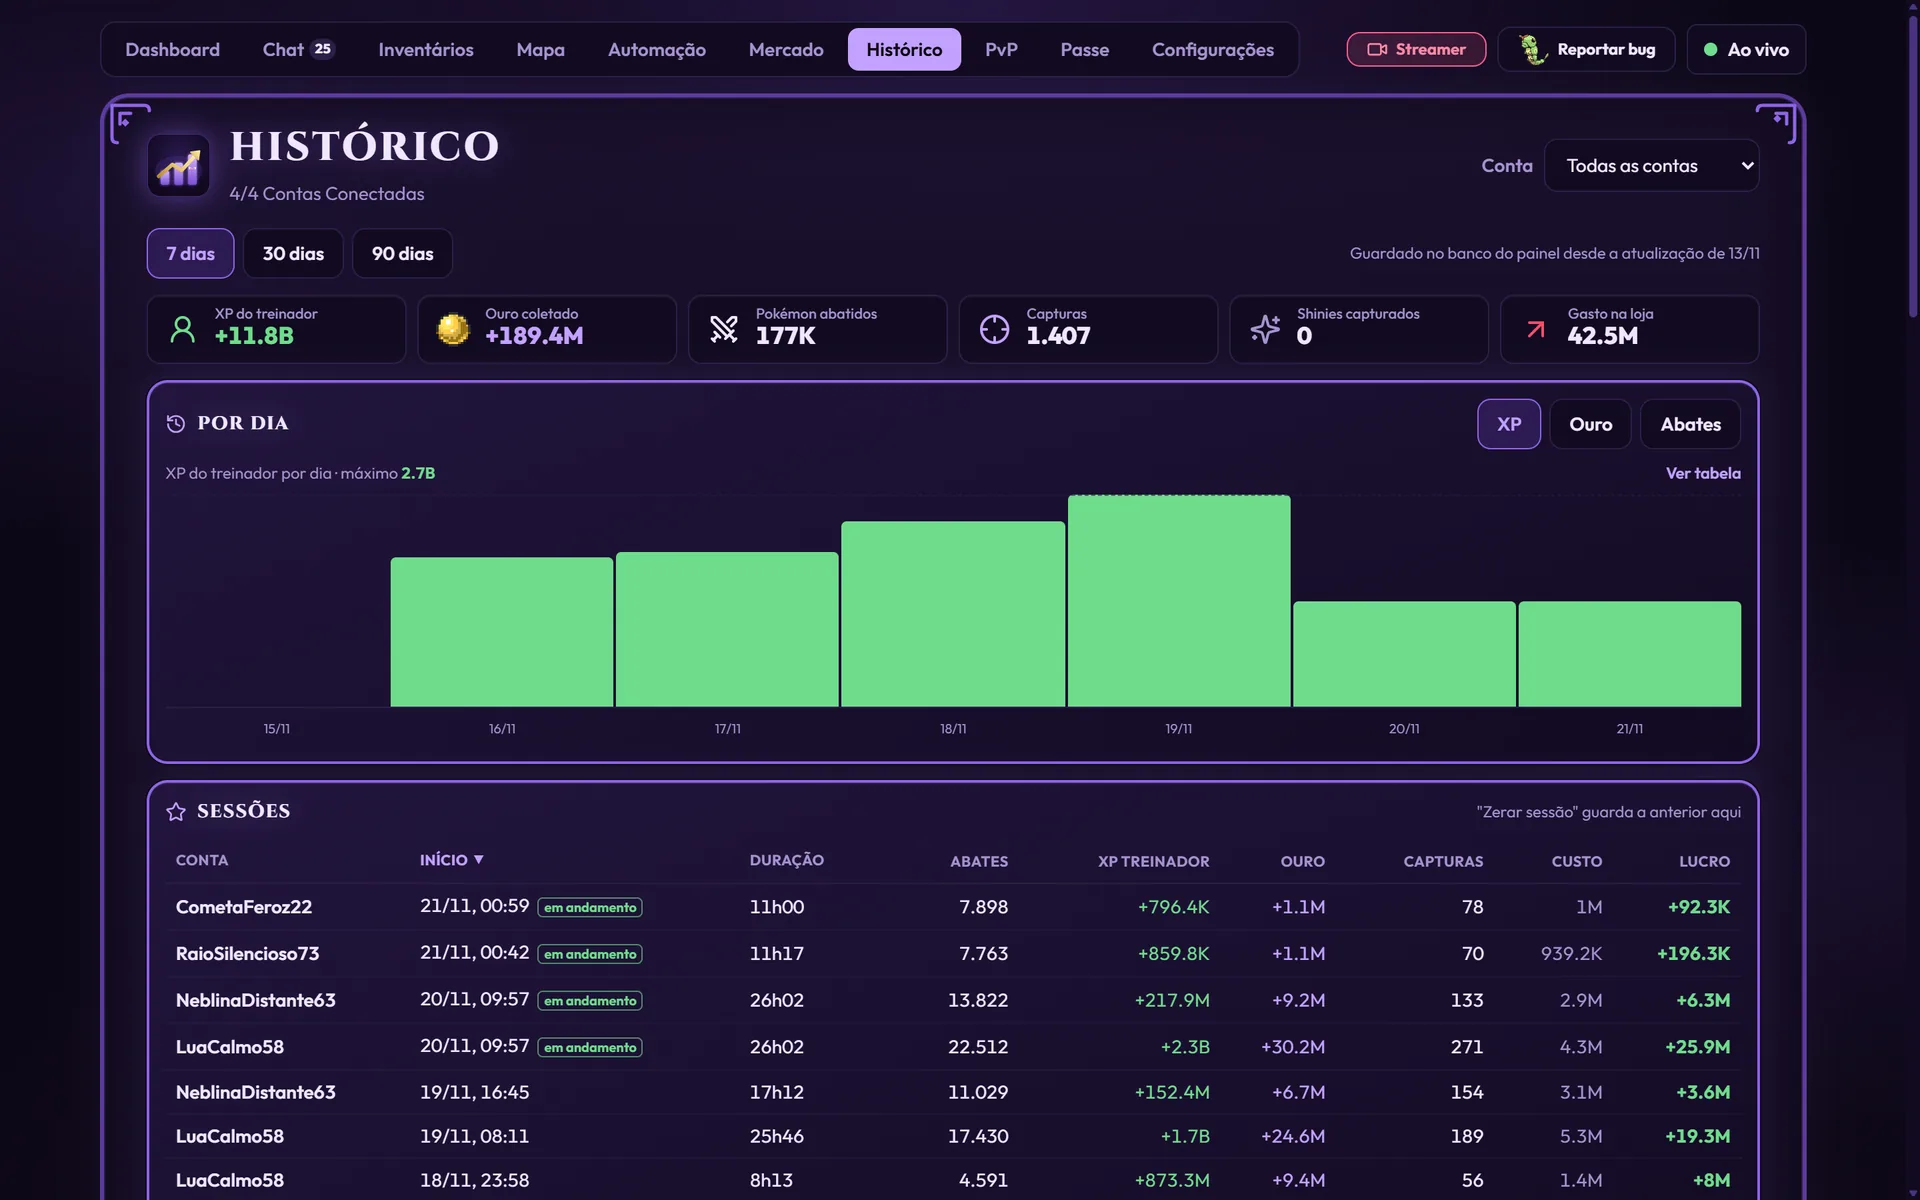 Dashboard Chat 25 Inventários Mapa Automação Mercado Histórico PvP Passe Configurações Streamer Reportar bug Ao vivo
HISTÓRICO
4/4 Contas Conectadas
Conta Todas as contas
7 dias 30 dias 90 dias
Guardado no banco do painel desde a atualização de 13/11
XP do treinador
+11.8B
Ouro coletado
+189.4M
Pokémon abatidos
177K
Capturas
1.407
Shinies capturados
0
Gasto na loja
42.5M
POR DIA
XP Ouro Abates
XP do treinador por dia · máximo 2.7B
Ver tabela
15/11 16/11 17/11 18/11 19/11 20/11 21/11
SESSÕES
"Zerar sessão" guarda a anterior aqui
CONTA INÍCIO ▼ DURAÇÃO ABATES XP TREINADOR OURO CAPTURAS CUSTO LUCRO
CometaFeroz22 21/11, 00:59 em andamento 11h00 7.898 +796.4K +1.1M 78 1M +92.3K
RaioSilencioso73 21/11, 00:42 em andamento 11h17 7.763 +859.8K +1.1M 70 939.2K +196.3K
NeblinaDistante63 20/11, 09:57 em andamento 26h02 13.822 +217.9M +9.2M 133 2.9M +6.3M
LuaCalmo58 20/11, 09:57 em andamento 26h02 22.512 +2.3B +30.2M 271 4.3M +25.9M
NeblinaDistante63 19/11, 16:45 17h12 11.029 +152.4M +6.7M 154 3.1M +3.6M
LuaCalmo58 19/11, 08:11 25h46 17.430 +1.7B +24.6M 189 5.3M +19.3M
LuaCalmo58 18/11, 23:58 8h13 4.591 +873.3M +9.4M 56 1.4M +8M